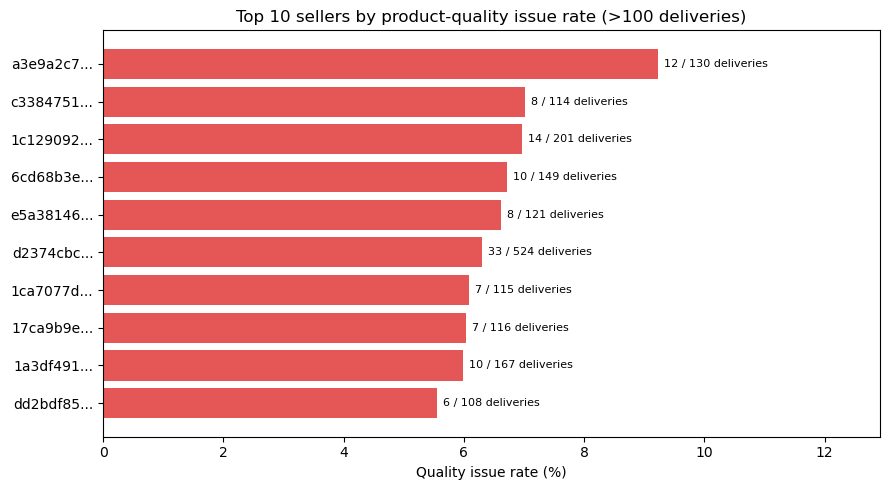 Top 10 sellers by product-quality issue rate (>100 deliveries)
a3e9a2c7... 12 / 130 deliveries
c3384751... 8 / 114 deliveries
1c129092... 14 / 201 deliveries
6cd68b3e... 10 / 149 deliveries
e5a38146... 8 / 121 deliveries
d2374cbc... 33 / 524 deliveries
1ca7077d... 7 / 115 deliveries
17ca9b9e... 7 / 116 deliveries
1a3df491... 10 / 167 deliveries
dd2bdf85... 6 / 108 deliveries
0 2 4 6 8 10 12
Quality issue rate (%)